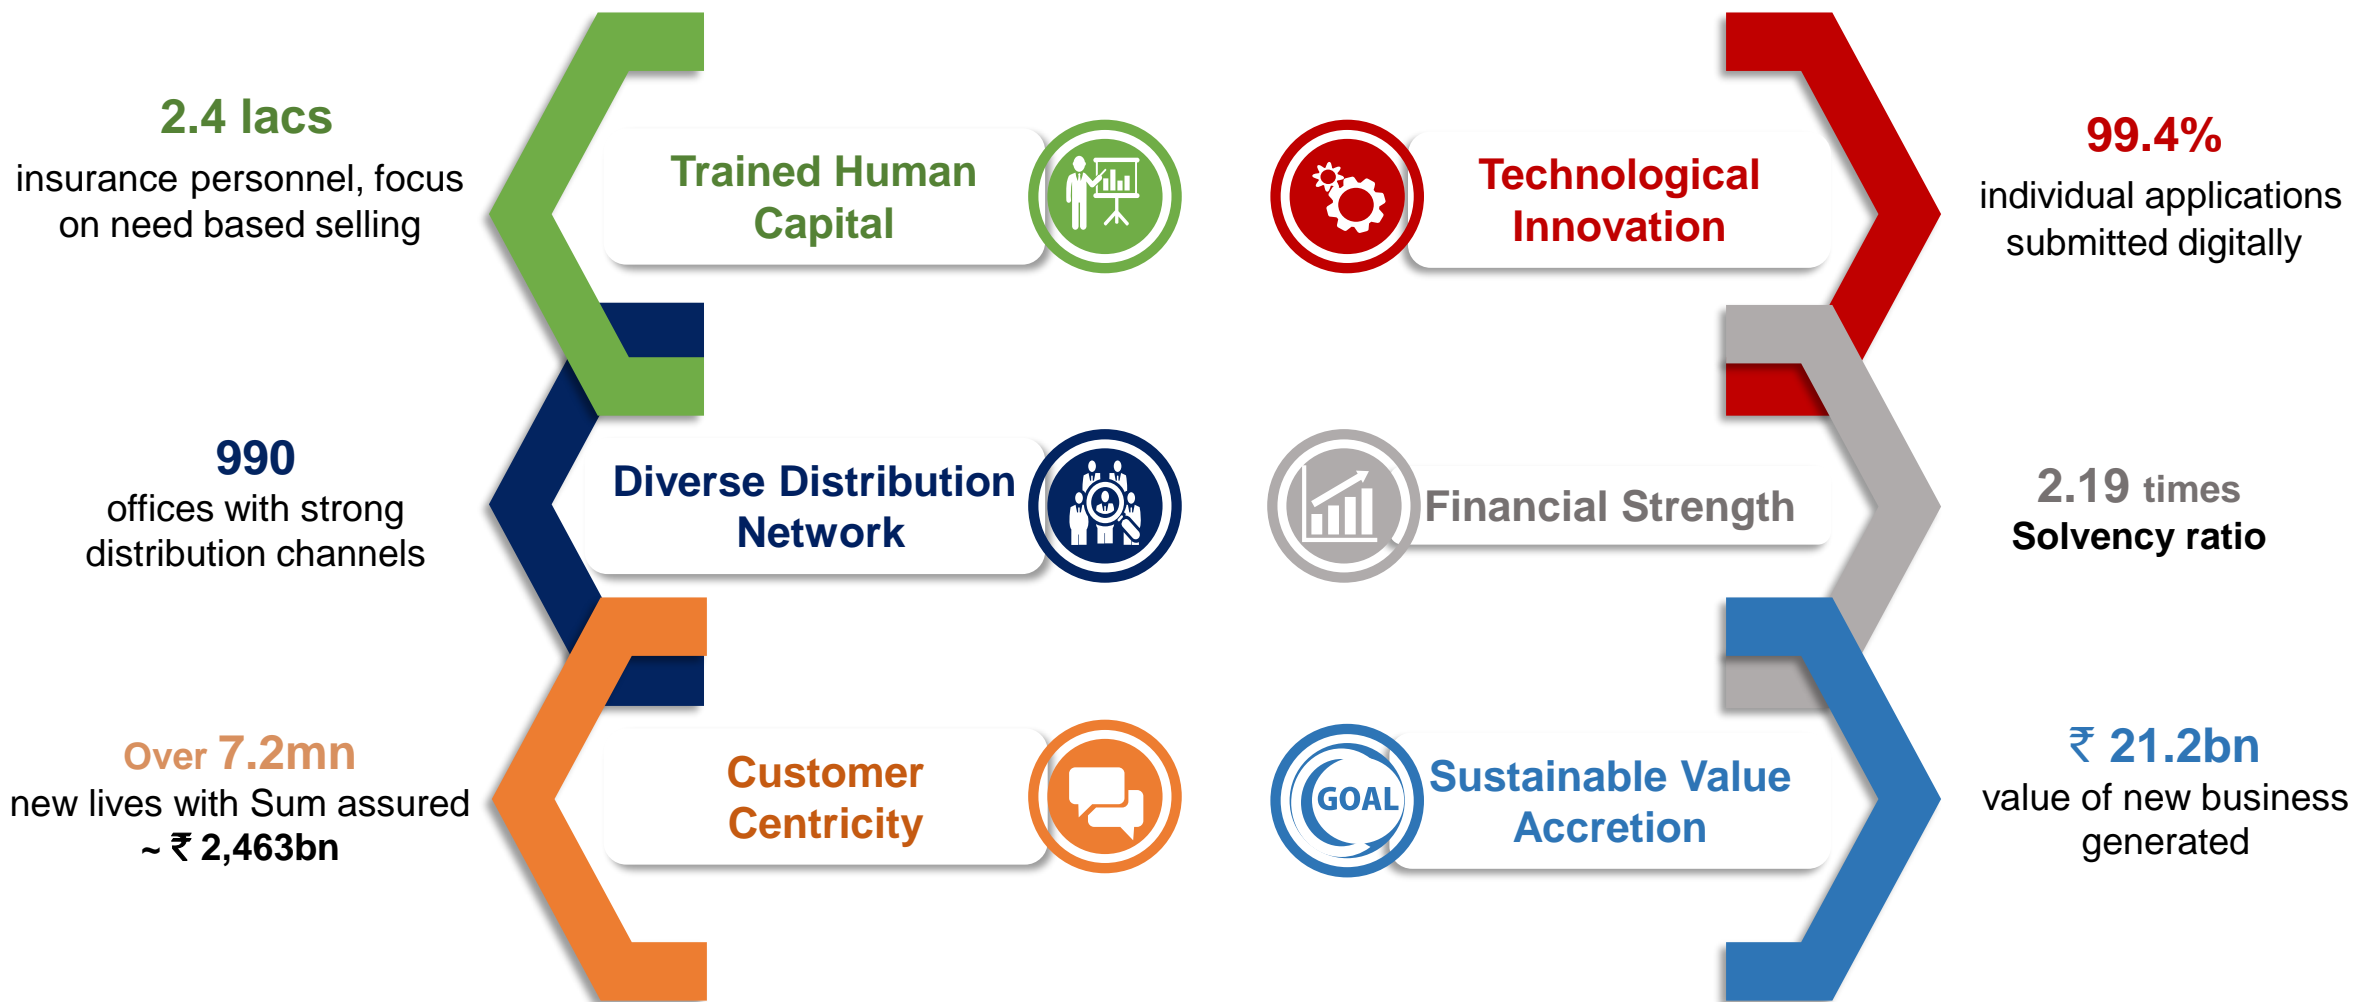 2.4 lacs
insurance personnel, focus
on need based selling
Trained Human
Capital
Technological
Innovation
99.4%
individual applications
submitted digitally
990
offices with strong
distribution channels
Diverse Distribution
Network
Financial Strength
2.19 times
Solvency ratio
Over 7.2mn
new lives with Sum assured
~ ₹ 2,463bn
Customer
Centricity
GOAL
Sustainable Value
Accretion
₹ 21.2bn
value of new business
generated